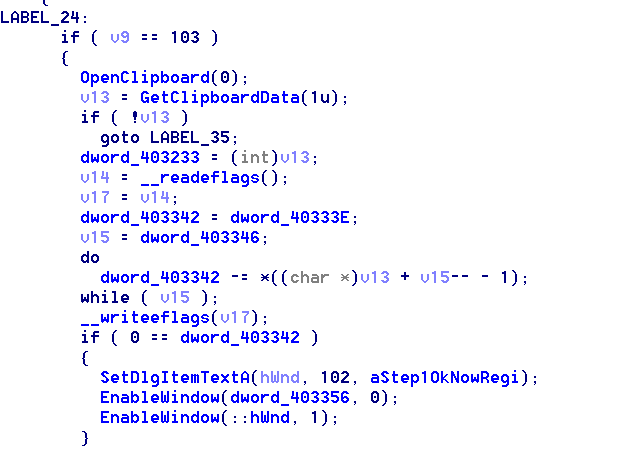 {
LABEL_24:
if ( v9 == 103 )
{
OpenClipboard(0);
v13 = GetClipboardData(1u);
if ( !v13 )
goto LABEL_35;
dword_403233 = (int)v13;
v14 = __readeflags();
v17 = v14;
dword_403342 = dword_40333E;
v15 = dword_403346;
do
dword_403342 -= *((char *)v13 + v15-- - 1);
while ( v15 );
__writeeflags(v17);
if ( 0 == dword_403342 )
{
SetDlgItemTextA(hWnd, 102, aStep1OkNowRegi);
EnableWindow(dword_403356, 0);
EnableWindow(::hWnd, 1);
}